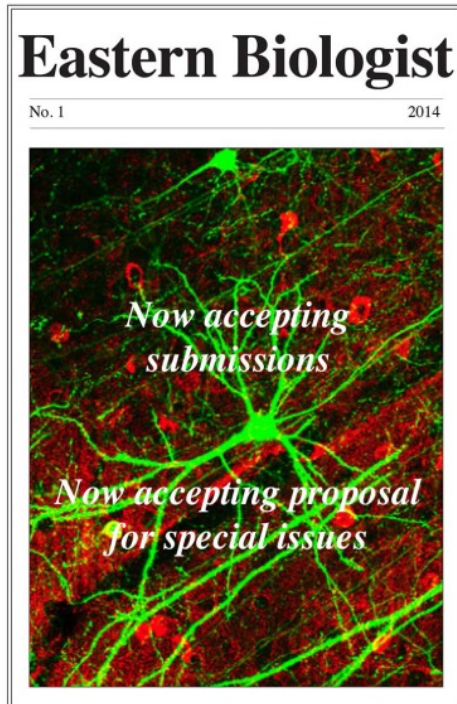 Eastern Biologist
No. 1 2014
Now accepting
submissions
Now accepting proposal
for special issues